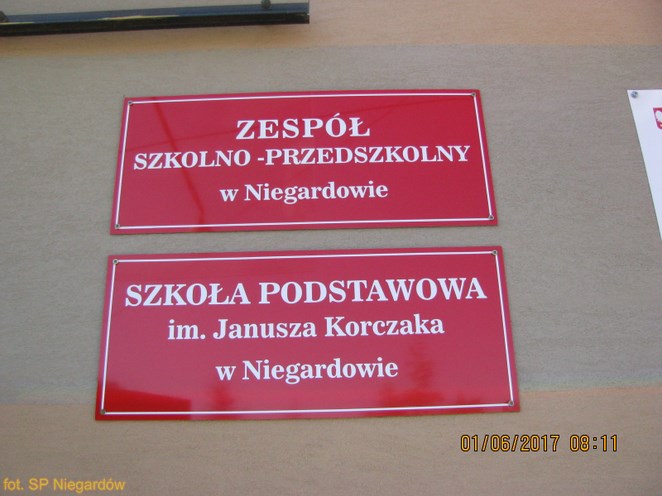 ZESPÓŁ
SZKOLNO -PRZEDSZKOLNY
w Niegardowie
SZKOŁA PODSTAWOWA
im. Janusza Korczaka
w Niegardowie
01/06/2017 08:11
fot. SP Niegardów